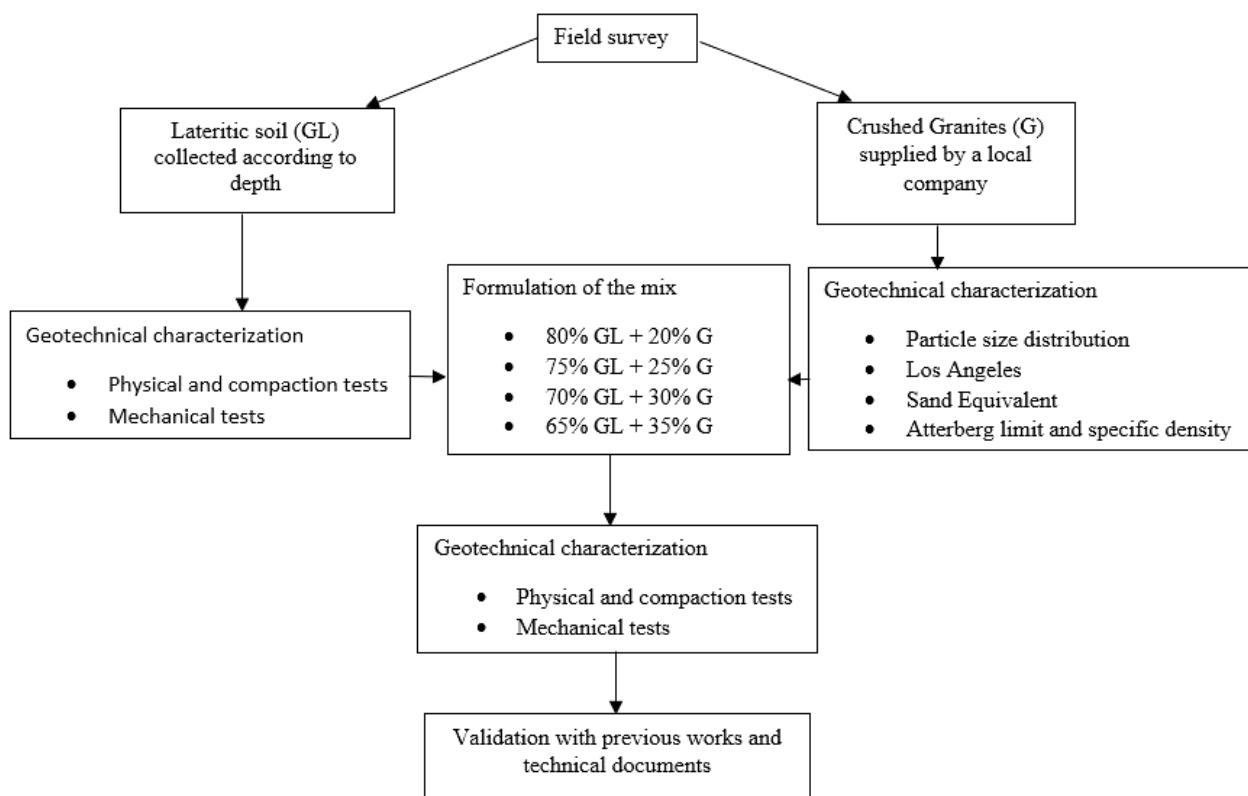 Field survey
Lateritic soil (GL)
collected according to
depth
Crushed Granites (G)
supplied by a local
company
Geotechnical characterization
• Physical and compaction tests
• Mechanical tests
Formulation of the mix
• 80% GL + 20% G
• 75% GL + 25% G
• 70% GL + 30% G
• 65% GL + 35% G
Geotechnical characterization
• Particle size distribution
• Los Angeles
• Sand Equivalent
• Atterberg limit and specific density
Geotechnical characterization
• Physical and compaction tests
• Mechanical tests
Validation with previous works and
technical documents